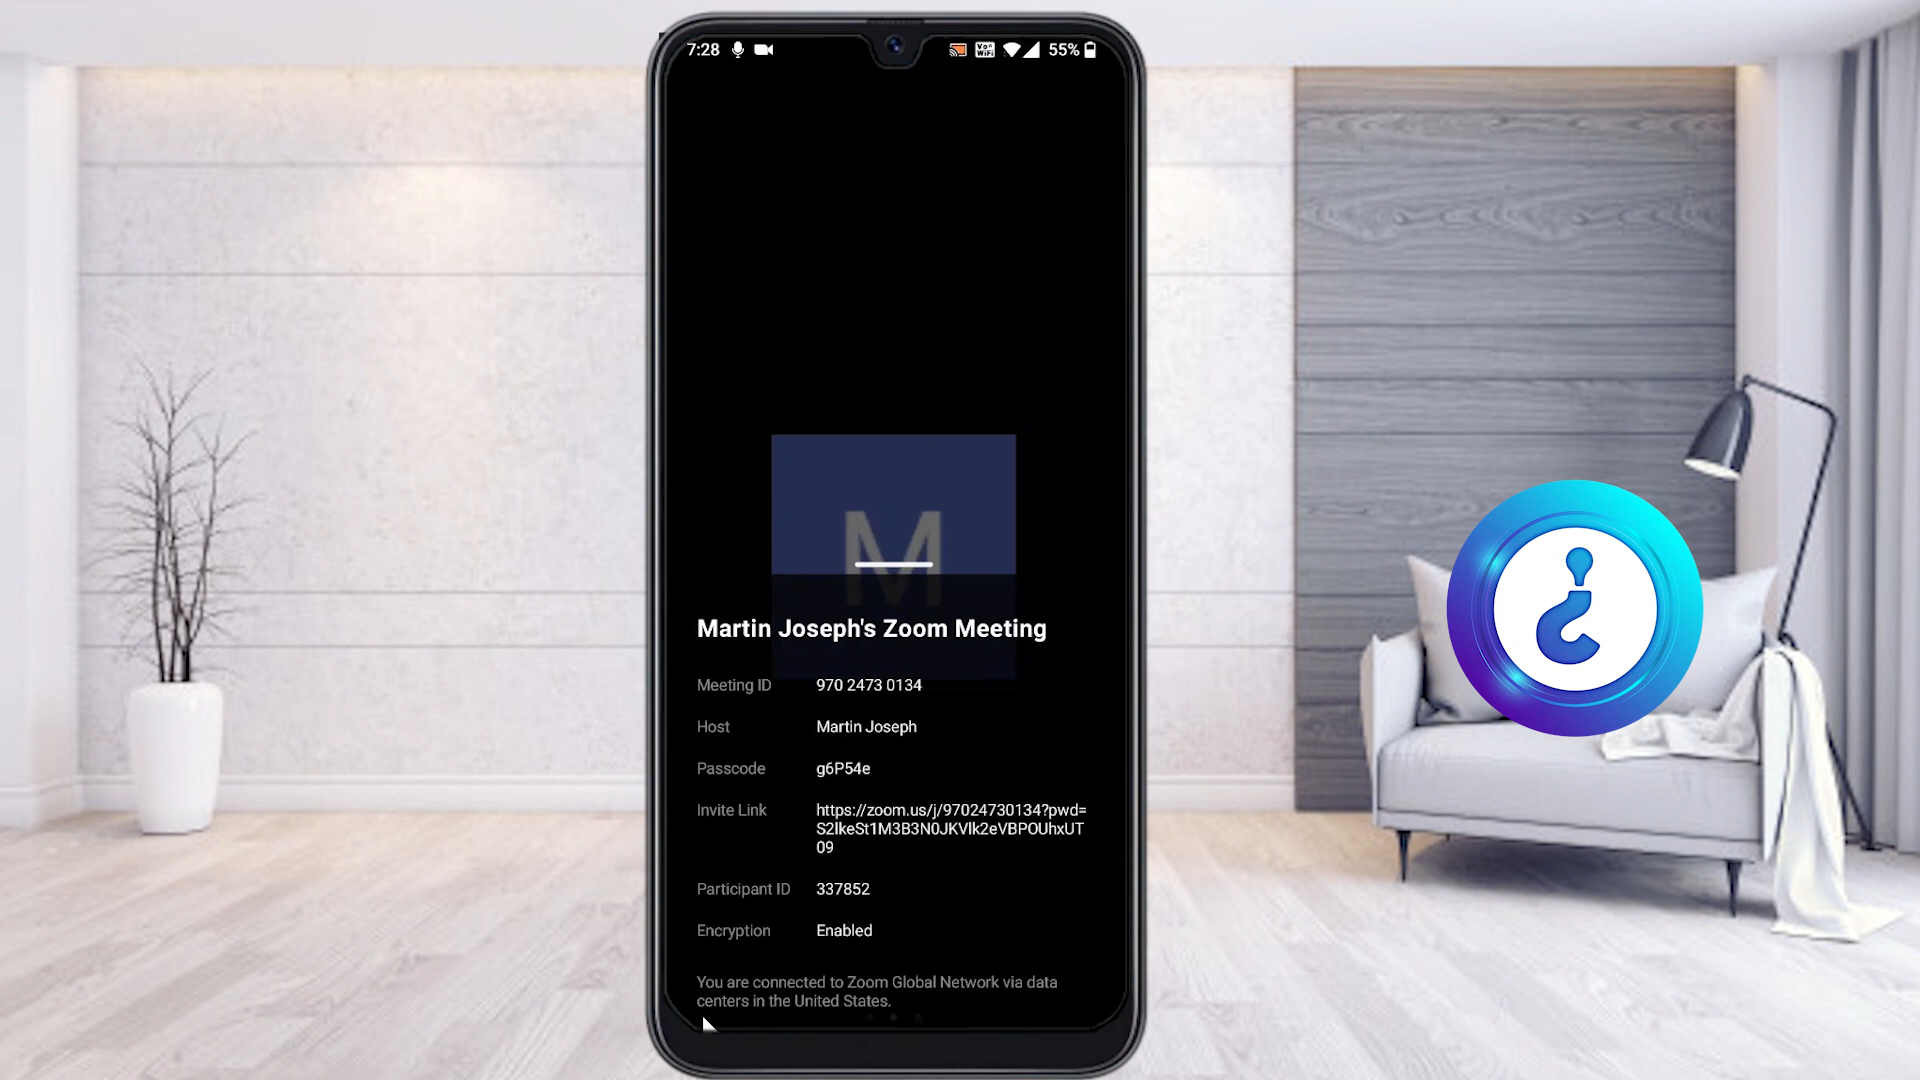 7:28
Vo WiFi
55%
M
Martin Joseph's Zoom Meeting
Meeting ID 970 2473 0134
Host Martin Joseph
Passcode g6P54e
Invite Link https://zoom.us/j/97024730134?pwd=
S2lkeSt1M3B3N0JKVlk2eVBPOUhxUT
09
Participant ID 337852
Encryption Enabled
You are connected to Zoom Global Network via data
centers in the United States.